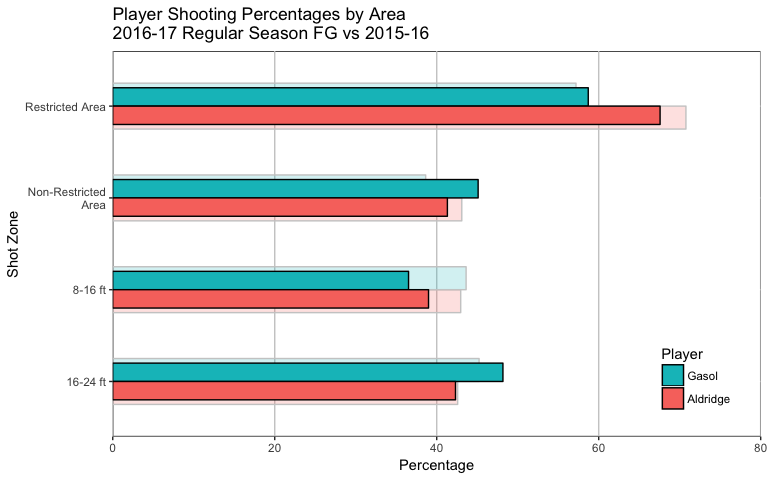 Player Shooting Percentages by Area
2016-17 Regular Season FG vs 2015-16
Shot Zone
Restricted Area
Non-Restricted
Area
8-16 ft
16-24 ft
Player
Gasol
Aldridge
0 20 40 60 80
Percentage